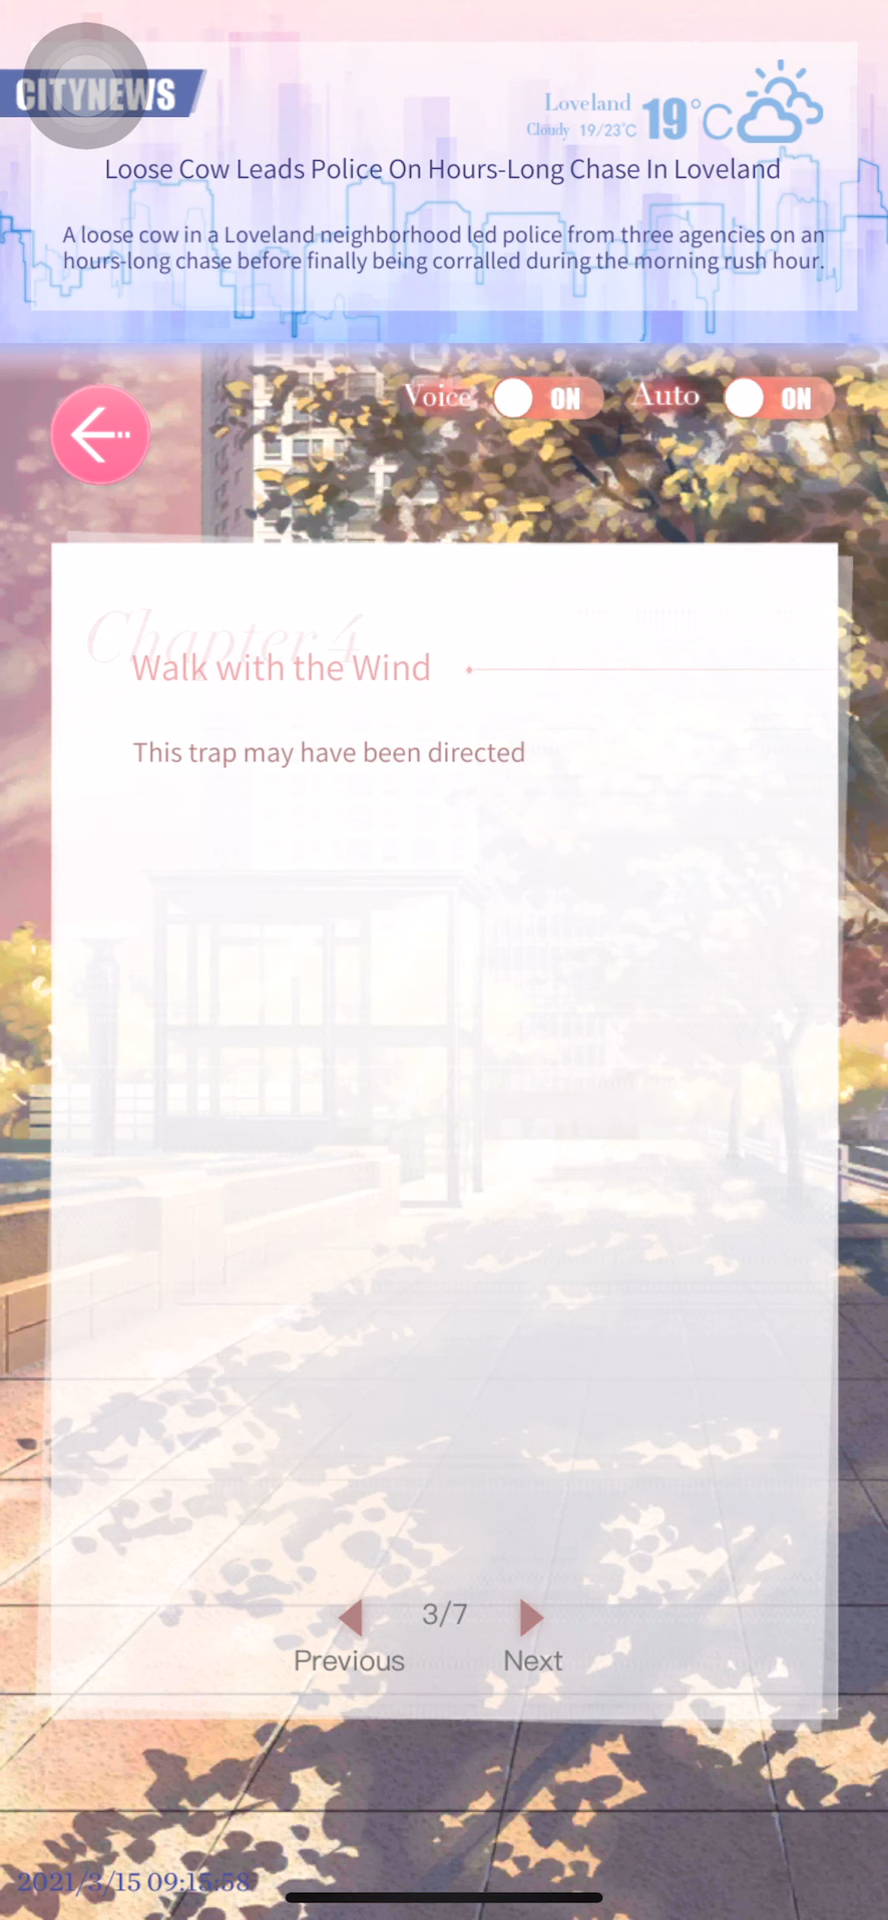 CITYNEWS
Loveland
Cloudy 19/23°C
19°C
Loose Cow Leads Police On Hours-Long Chase In Loveland
A loose cow in a Loveland neighborhood led police from three agencies on an
hours-long chase before finally being corralled during the morning rush hour.
Voice ON Auto ON
Chapter 4
Walk with the Wind
This trap may have been directed
3/7
Previous Next
2021/3/15 09:15:58